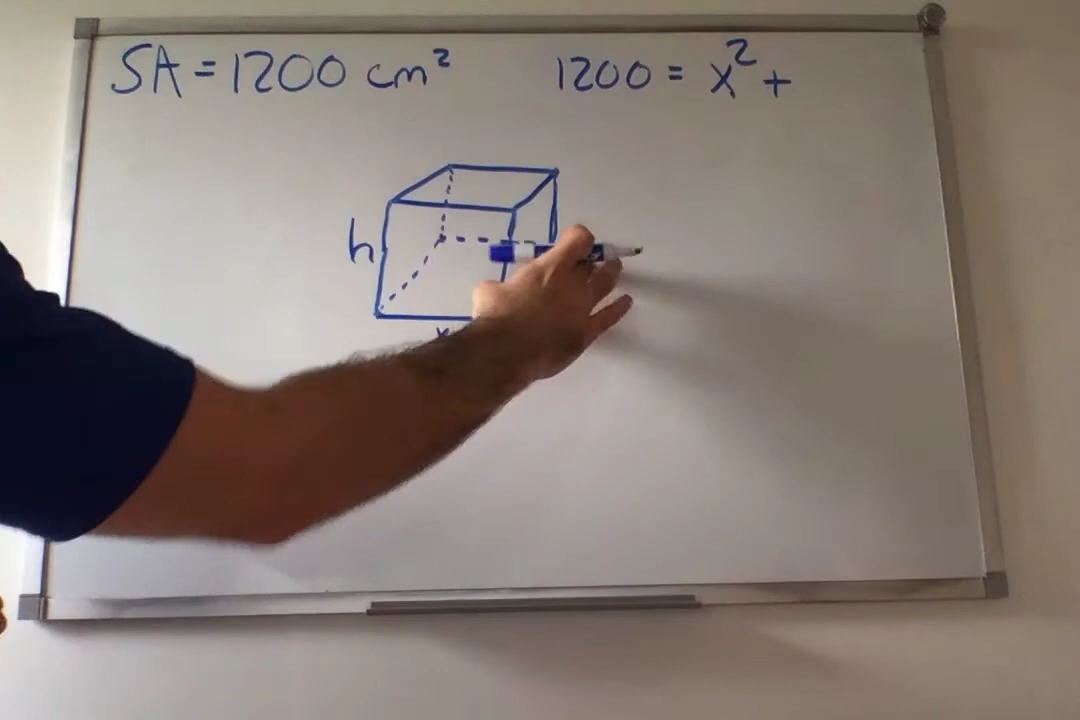 SA = 1200 cm²
1200 = x² +
h
x